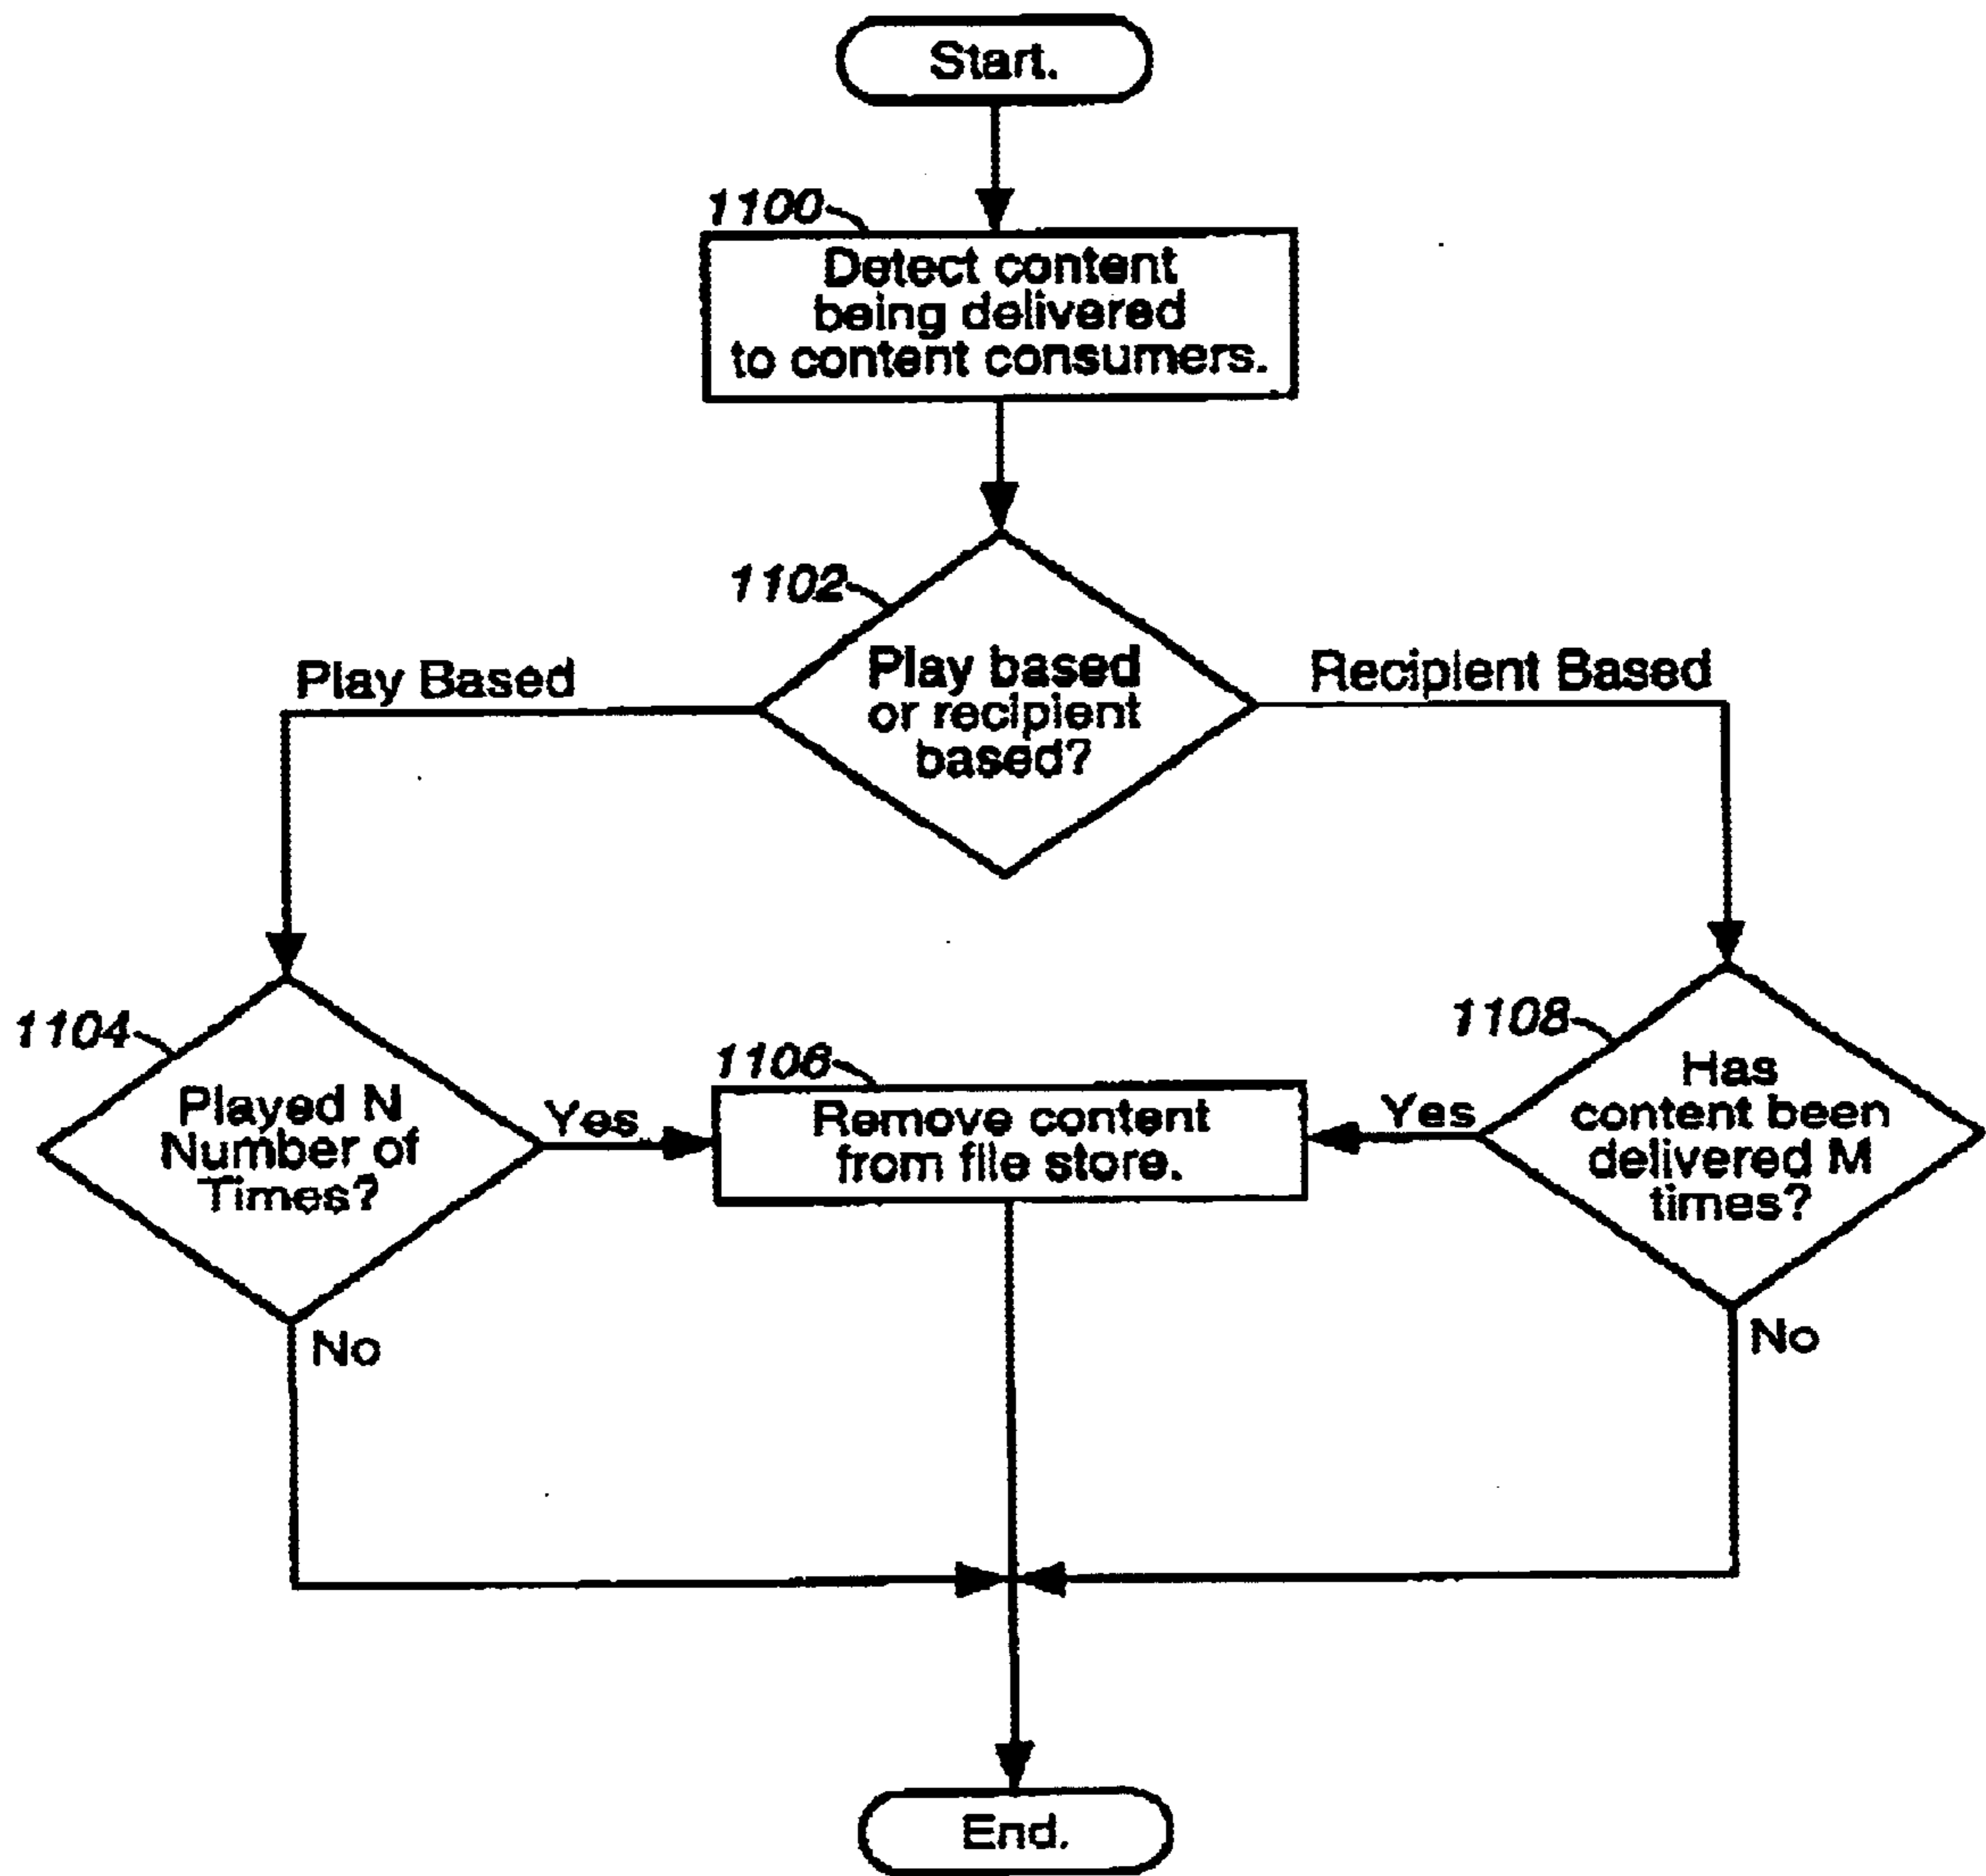 Start.
1100
Detect content
being delivered
to content consumers.
1102
Play Based
Play based
or recipient
based?
Recipient Based
1104
Played N
Number of
Times?
Yes
1106
Remove content
from file store.
Yes
1108
Has
content been
delivered M
times?
No
No
End.